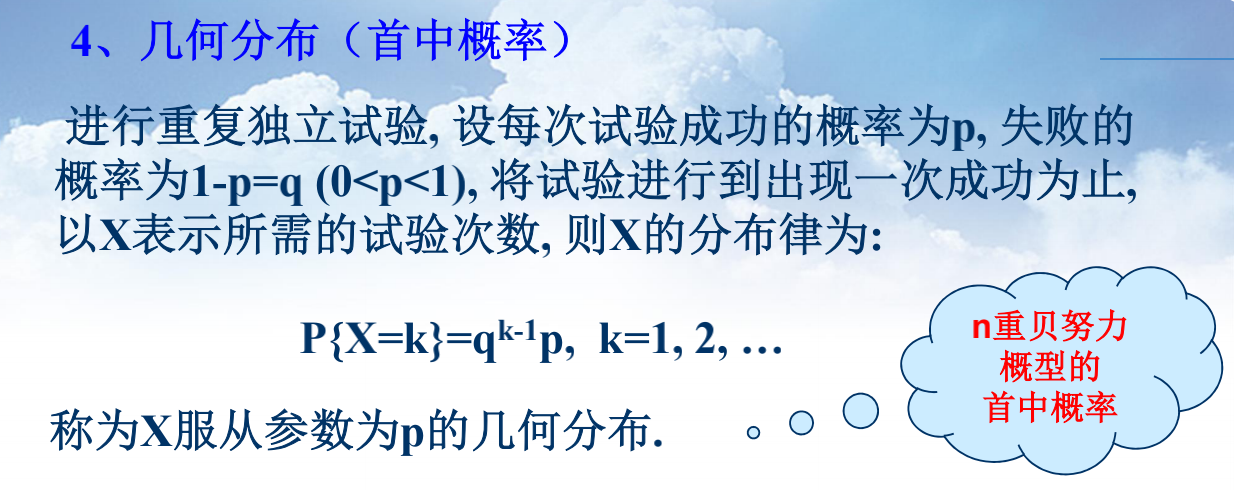 4、几何分布（首中概率）
进行重复独立试验, 设每次试验成功的概率为p, 失败的
概率为1-p=q (0<p<1), 将试验进行到出现一次成功为止,
以X表示所需的试验次数, 则X的分布律为:
P{X=k}=qᵏ⁻¹p, k=1, 2, …
n重贝努力
概型的
首中概率
称为X服从参数为p的几何分布.